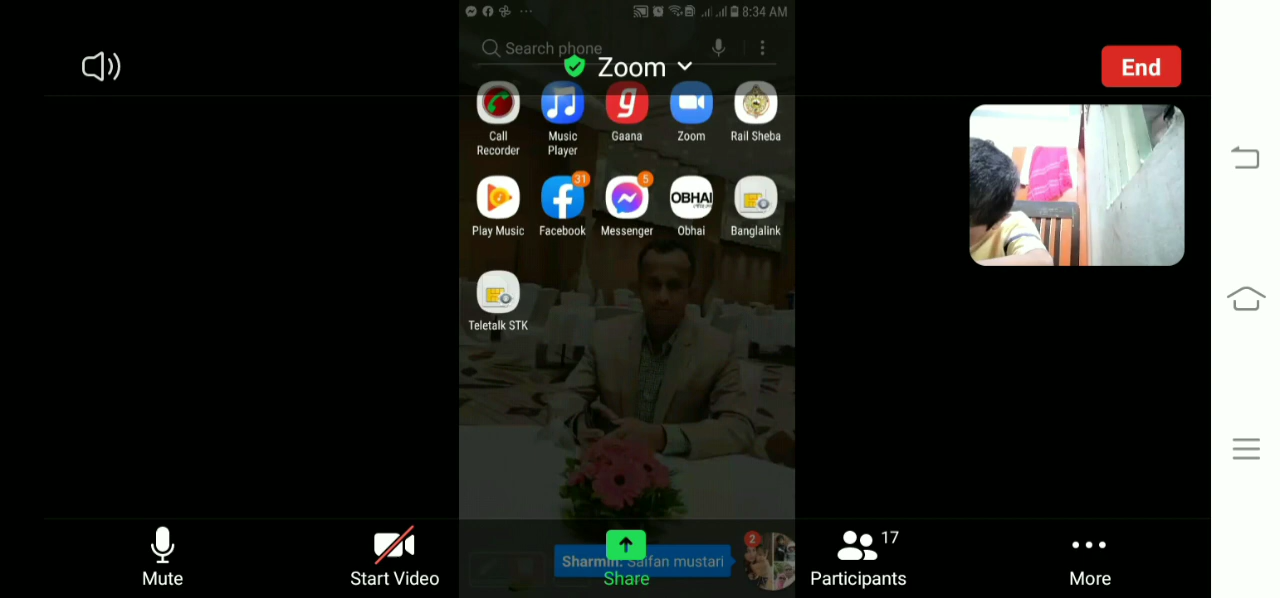 8:34 AM
Search phone
Zoom
End
g
Call Recorder
Music Player
Gaana
Zoom
Rail Sheba
31
5
OBHAI
Play Music
Facebook
Messenger
Obhai
Banglalink
Teletalk STK
17
2
Sharmin: Saifan mustari
Mute
Start Video
Share
Participants
More